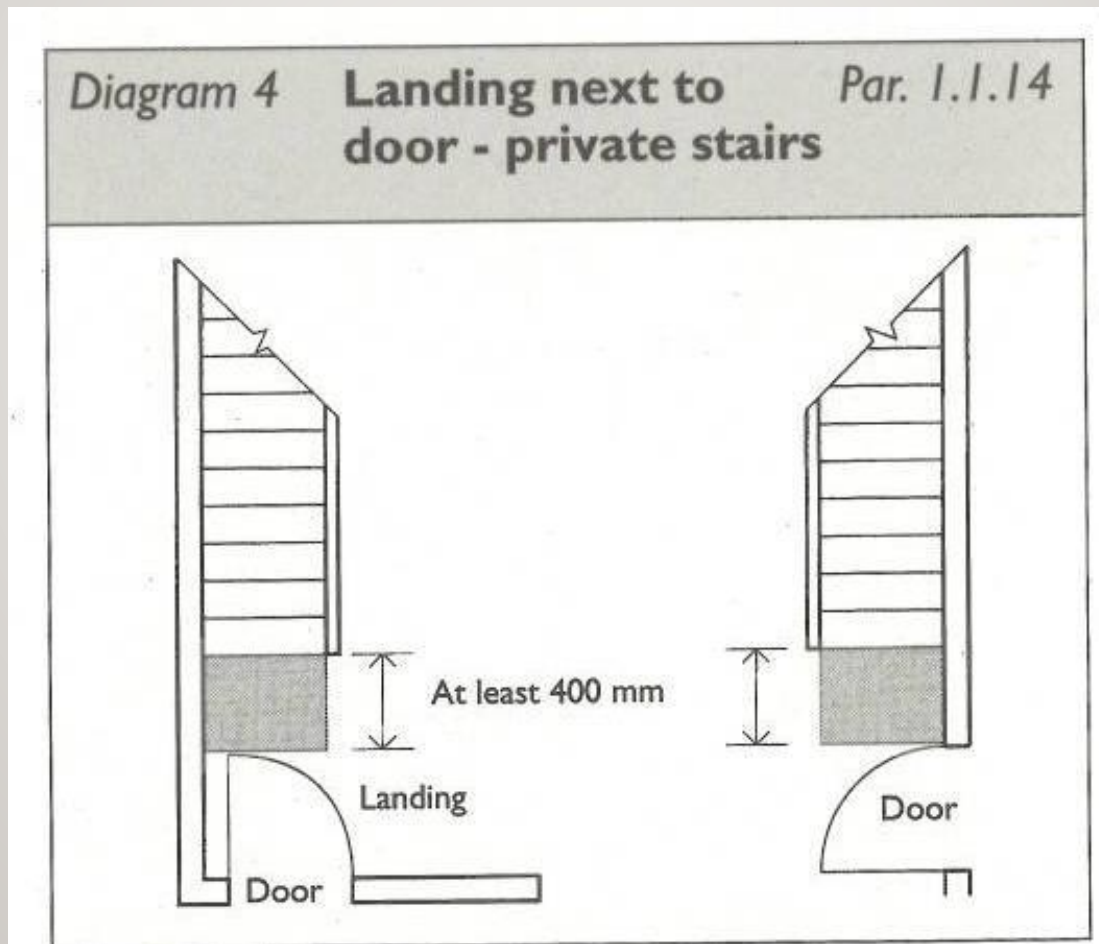 Diagram 4 Landing next to Par. 1.1.14
door - private stairs
At least 400 mm
Landing
Door
Door